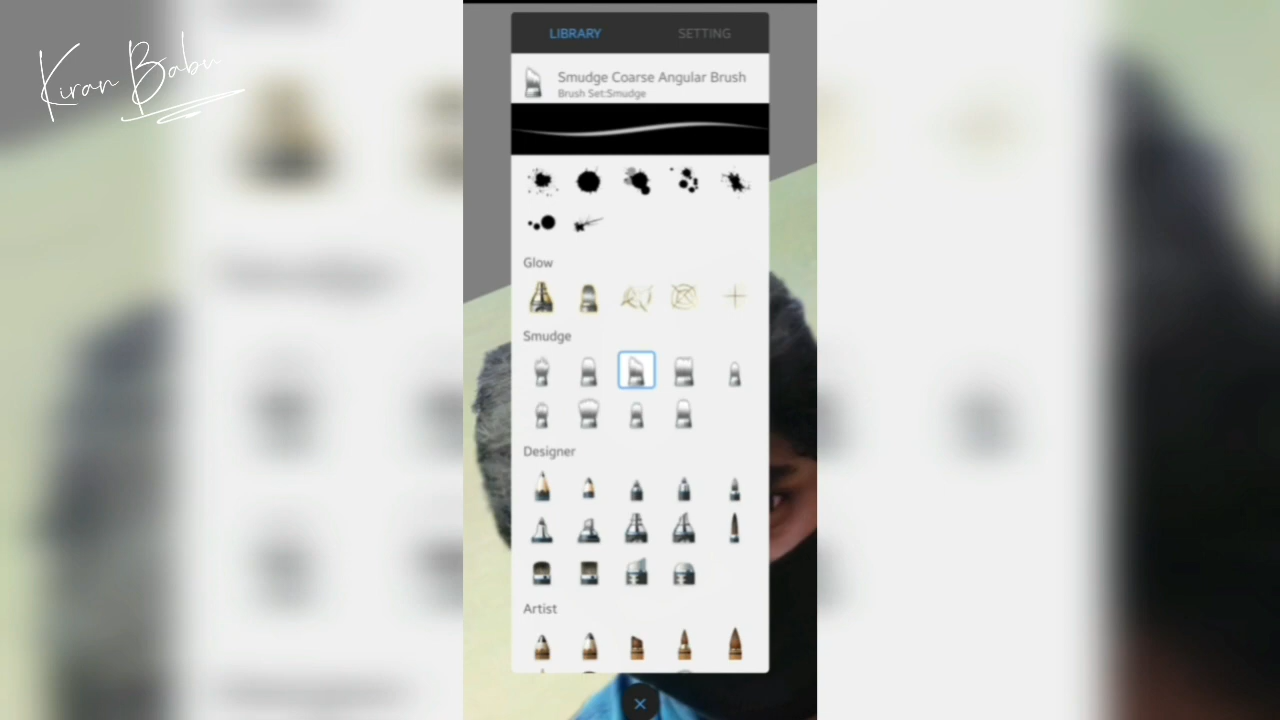 Kiran Babu
LIBRARY
SETTING
Smudge Coarse Angular Brush
Brush Set:Smudge
Glow
Smudge
Designer
Artist